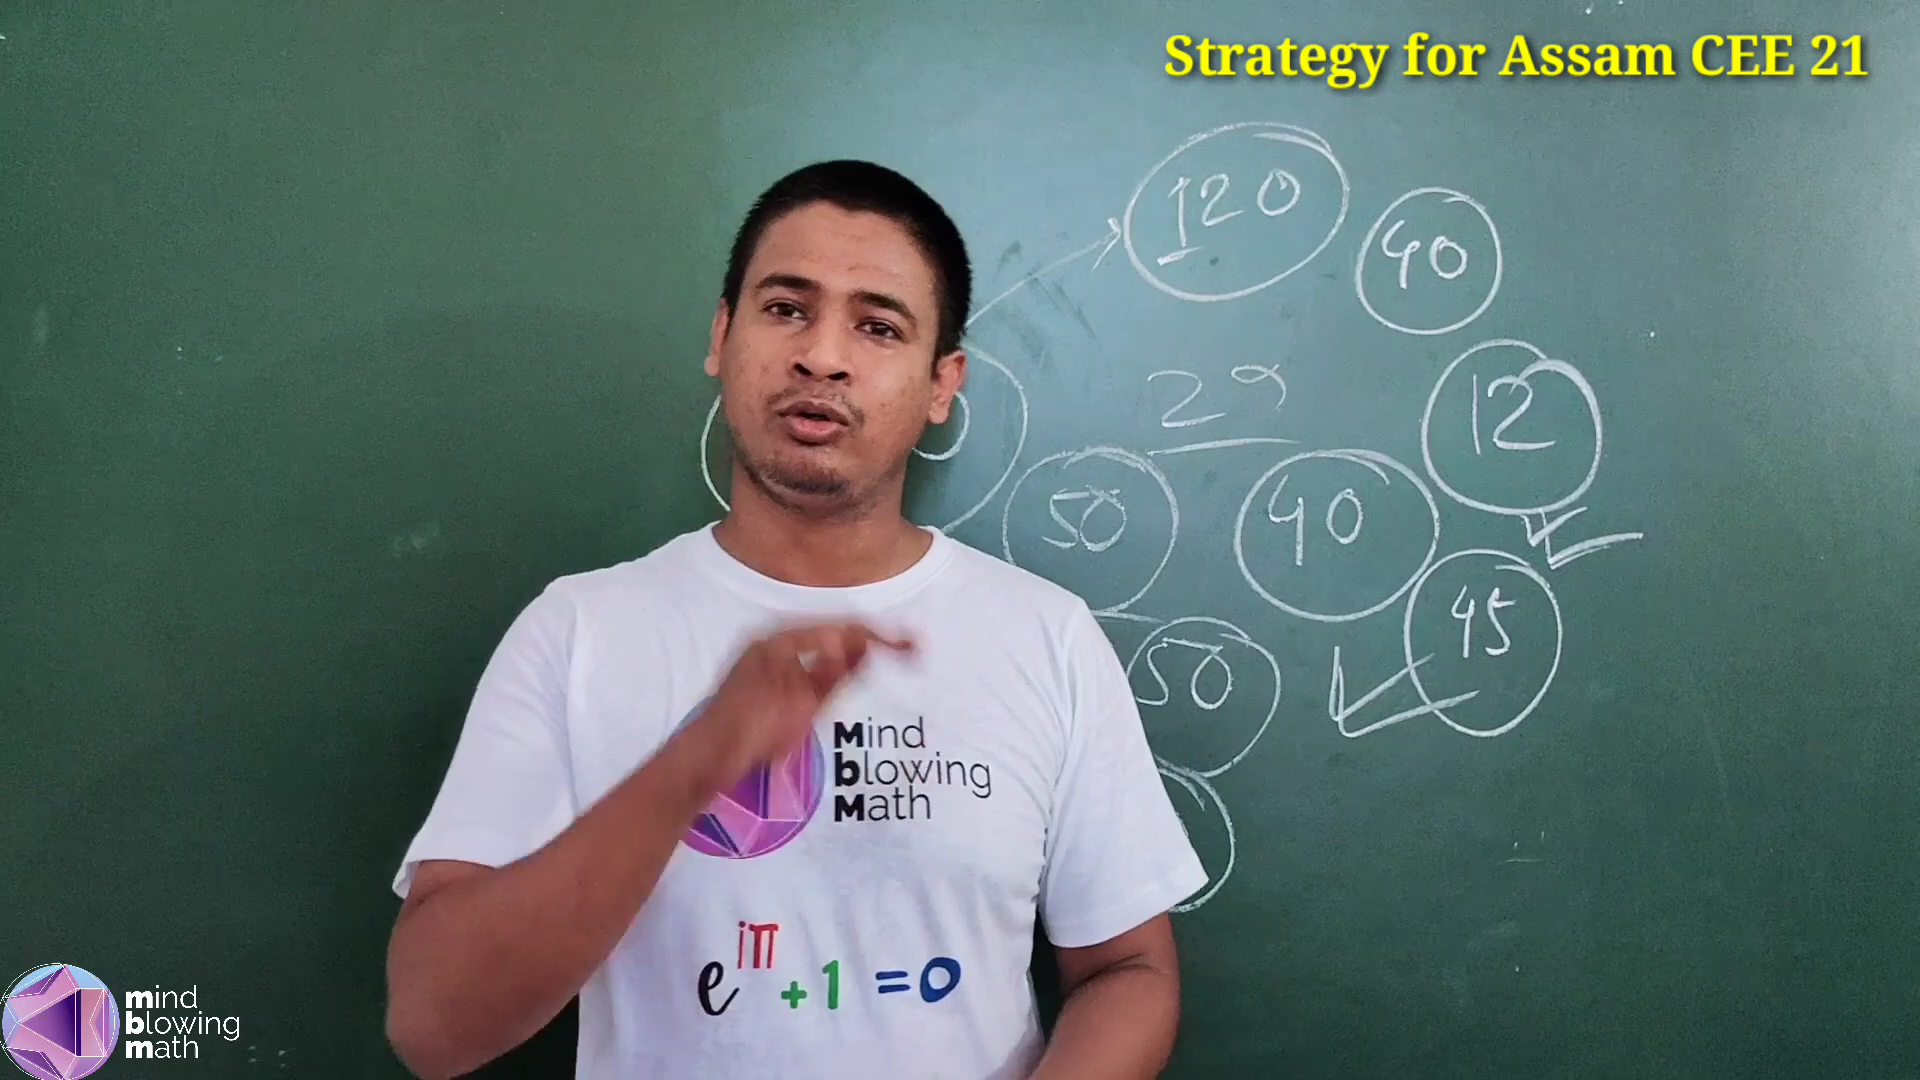 Strategy for Assam CEE 21
120
40
29
12
50
40
45
50
Mind
blowing
Math
e^iπ + 1 = 0
mind
blowing
math